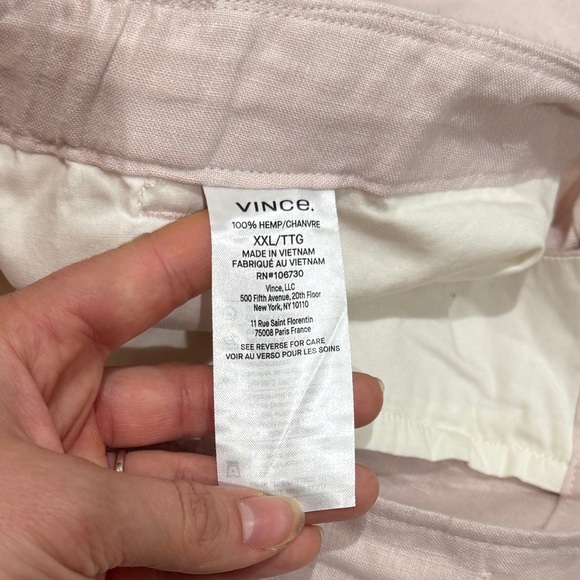 VINCe.
100% HEMP/CHANVRE
XXL/TTG
MADE IN VIETNAM
FABRIQUÉ AU VIETNAM
RN#106730
Vince, LLC
500 Fifth Avenue, 20th Floor
New York, NY 10110
11 Rue Saint Florentin
75008 Paris France
SEE REVERSE FOR CARE
VOIR AU VERSO POUR LES SOINS